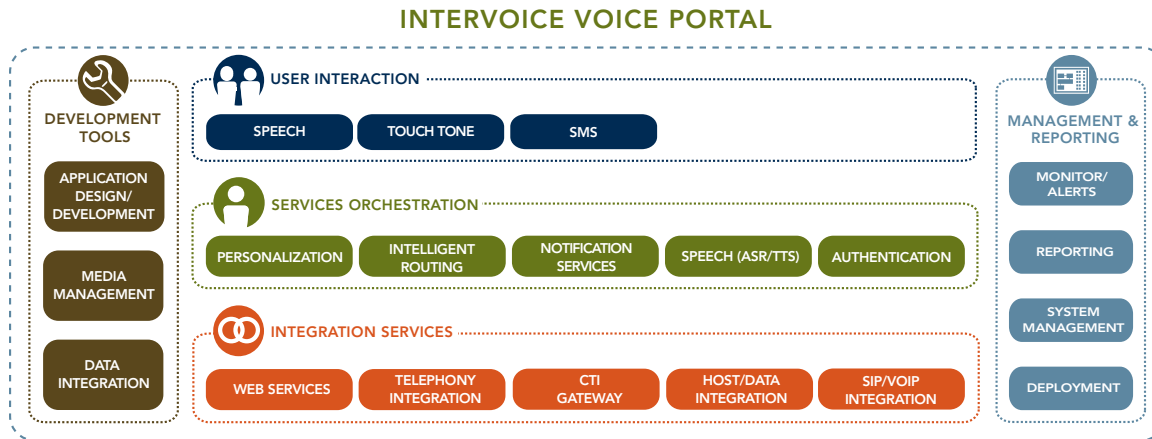 INTERVOICE VOICE PORTAL
DEVELOPMENT
TOOLS
APPLICATION
DESIGN/
DEVELOPMENT
MEDIA
MANAGEMENT
DATA
INTEGRATION
USER INTERACTION
SPEECH
TOUCH TONE
SMS
SERVICES ORCHESTRATION
PERSONALIZATION
INTELLIGENT
ROUTING
NOTIFICATION
SERVICES
SPEECH (ASR/TTS)
AUTHENTICATION
INTEGRATION SERVICES
WEB SERVICES
TELEPHONY
INTEGRATION
CTI
GATEWAY
HOST/DATA
INTEGRATION
SIP/VOIP
INTEGRATION
MANAGEMENT &
REPORTING
MONITOR/
ALERTS
REPORTING
SYSTEM
MANAGEMENT
DEPLOYMENT